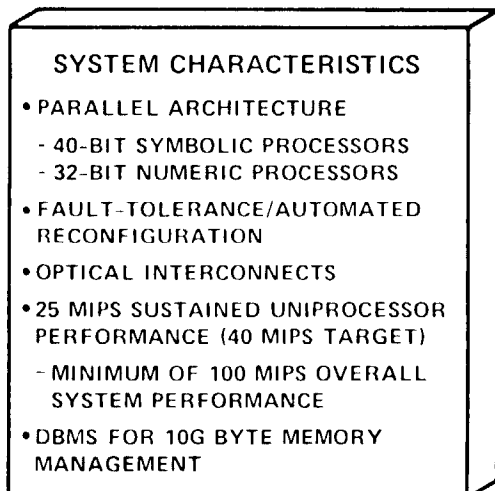 SYSTEM CHARACTERISTICS
• PARALLEL ARCHITECTURE
- 40-BIT SYMBOLIC PROCESSORS
- 32-BIT NUMERIC PROCESSORS
• FAULT-TOLERANCE/AUTOMATED
RECONFIGURATION
• OPTICAL INTERCONNECTS
• 25 MIPS SUSTAINED UNIPROCESSOR
PERFORMANCE (40 MIPS TARGET)
- MINIMUM OF 100 MIPS OVERALL
SYSTEM PERFORMANCE
• DBMS FOR 10G BYTE MEMORY
MANAGEMENT